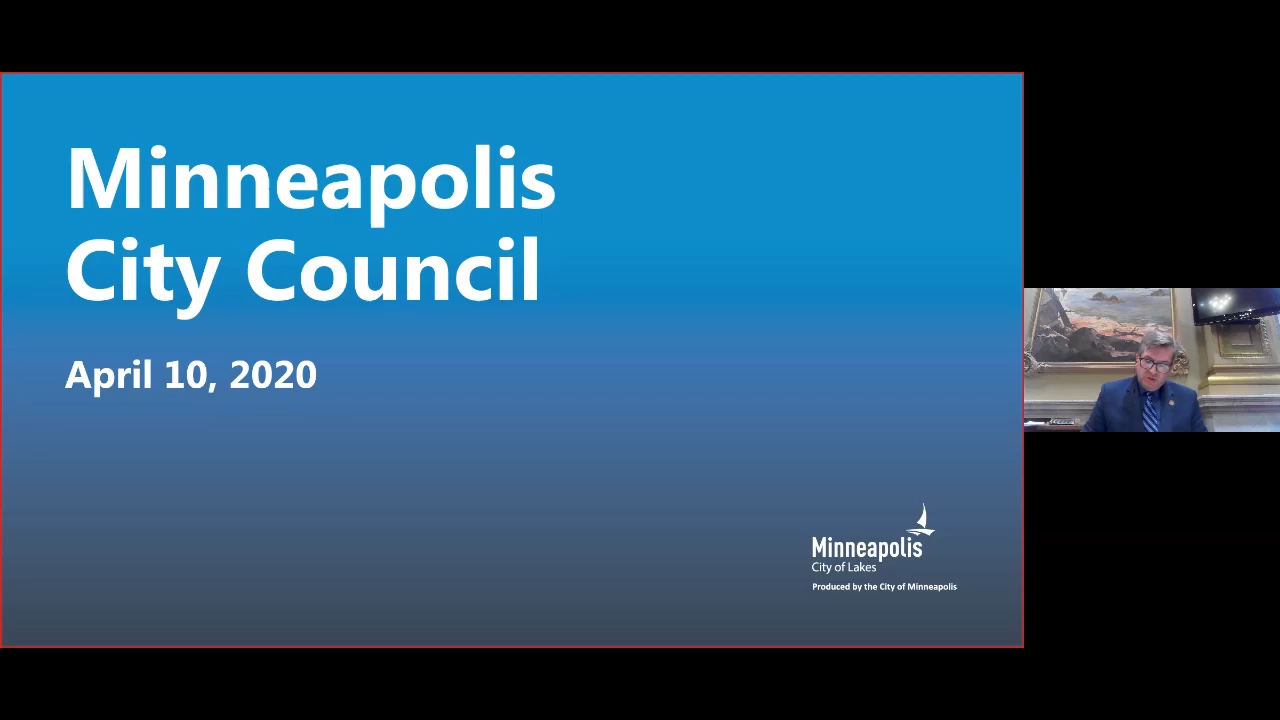 Minneapolis
City Council
April 10, 2020
Minneapolis
City of Lakes
Produced by the City of Minneapolis